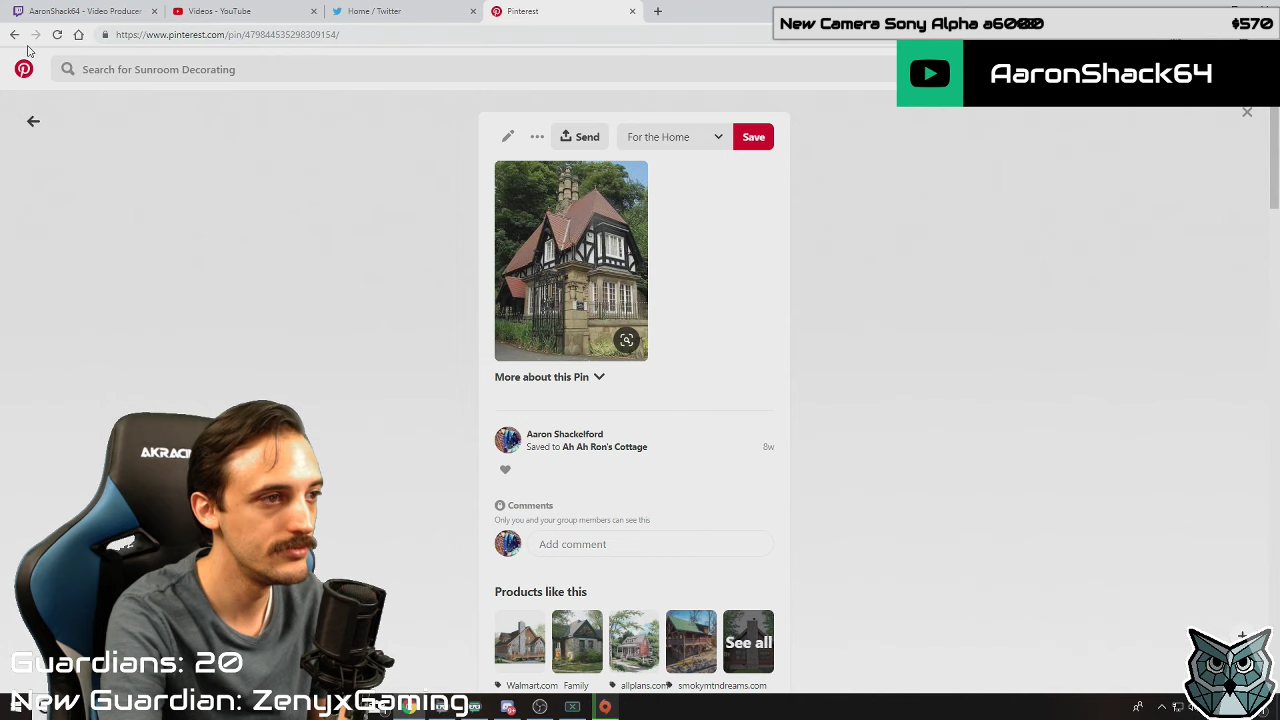 AaronShack64 - Video Producer
Videos - YouTube
Home / Twitter
Pinterest
New Camera Sony Alpha a6000
$570
https://www.pinterest.com/pin/479844535298309154/
Search for Sunroom Decorating
AaronShack64
Send
For the Home
Save
More about this Pin
Aaron Shackelford
Saved to Ah Ah Ron's Cottage
8w
AKRACING
Comments
Only you and your group members can see this
Add comment
Products like this
See all
Walmart.com Family
allplans.com
smokymtndreams.com
Guardians: 20
New Guardian: ZenyxGaming